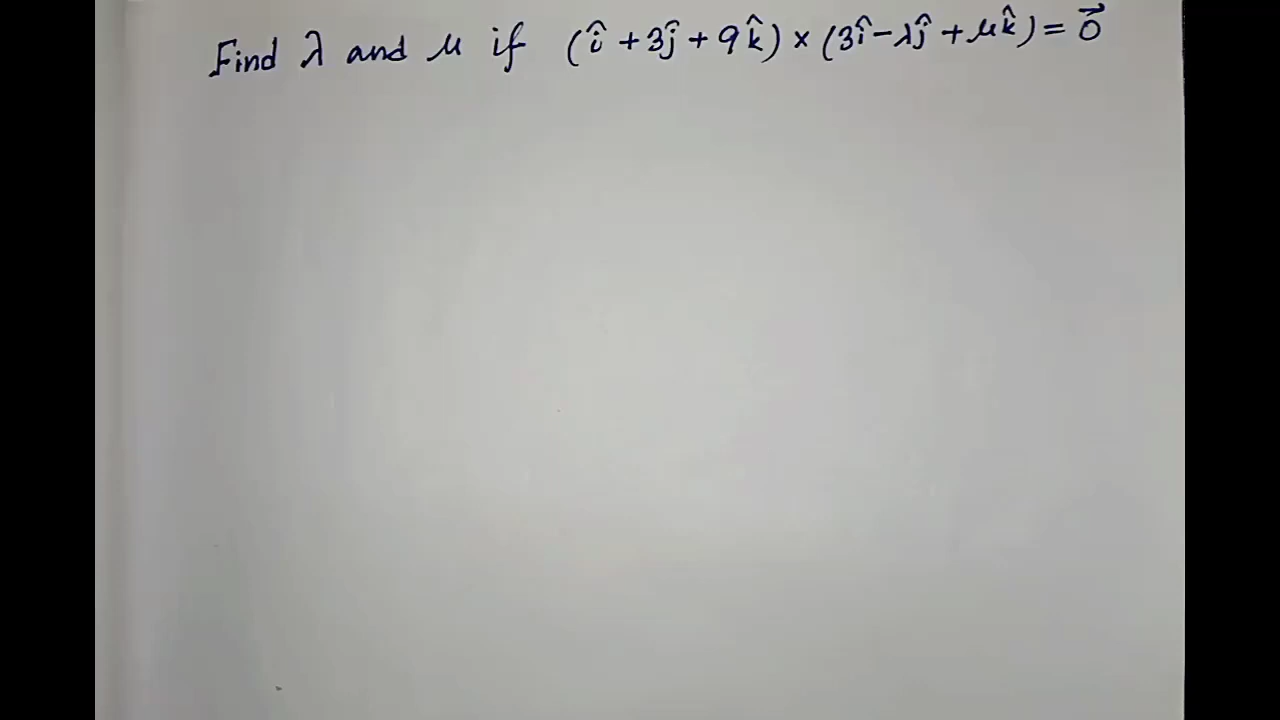 Find λ and μ if (î + 3ĵ + 9k̂) × (3î - λĵ + μk̂) = 0⃗